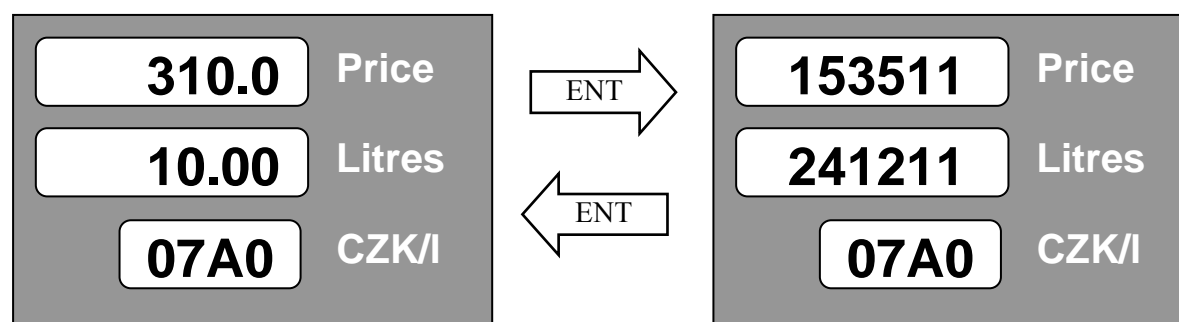 310.0 Price
10.00 Litres
07A0 CZK/l
ENT
ENT
153511 Price
241211 Litres
07A0 CZK/l